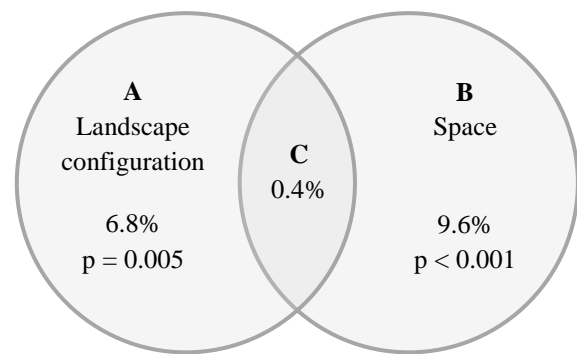 A
Landscape
configuration
6.8%
p = 0.005
C
0.4%
B
Space
9.6%
p < 0.001